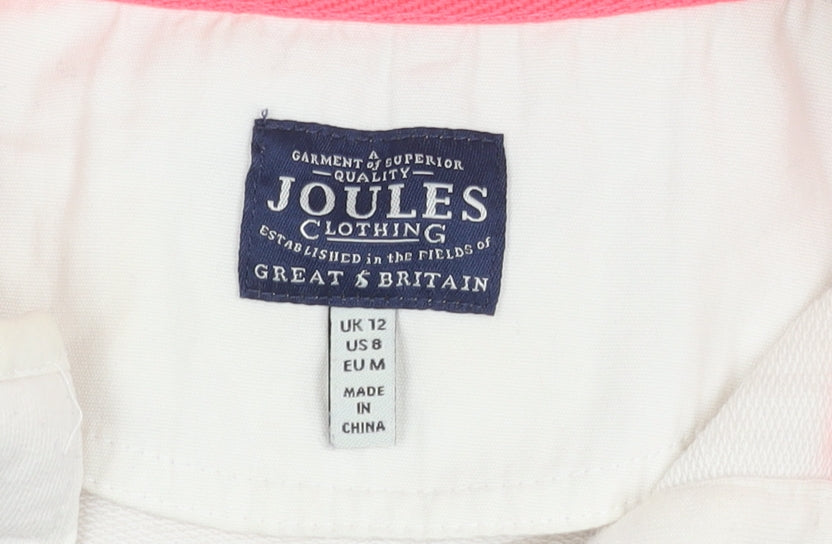 A
GARMENT of SUPERIOR
QUALITY
JOULES
CLOTHING
ESTABLISHED in the FIELDS of
GREAT & BRITAIN
UK 12
US 8
EU M
MADE
IN
CHINA